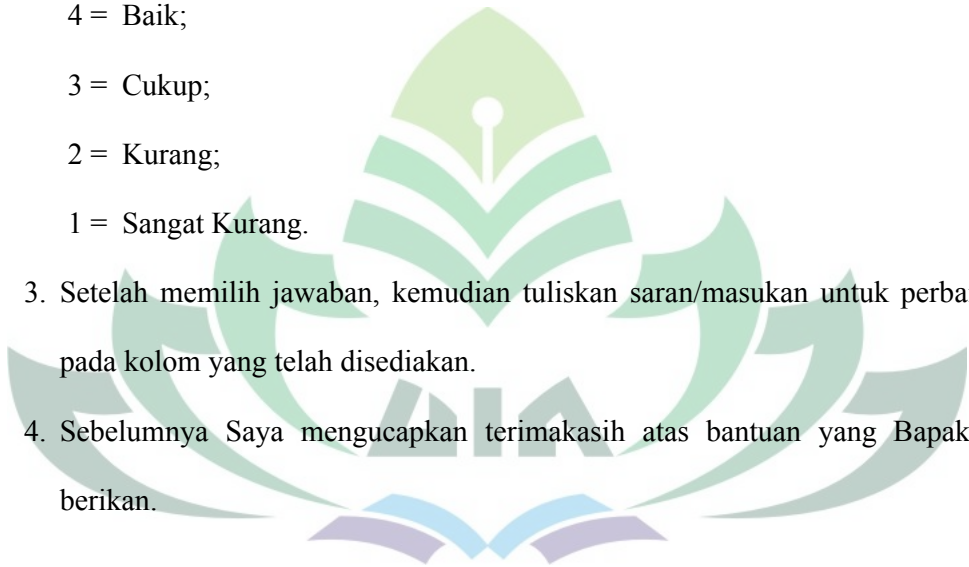 4 = Baik;
3 = Cukup;
2 = Kurang;
1 = Sangat Kurang.
3. Setelah memilih jawaban, kemudian tuliskan saran/masukan untuk
pada kolom yang telah disediakan.
4. Sebelumnya Saya mengucapkan terimakasih atas bantuan yang Bapak
berikan.